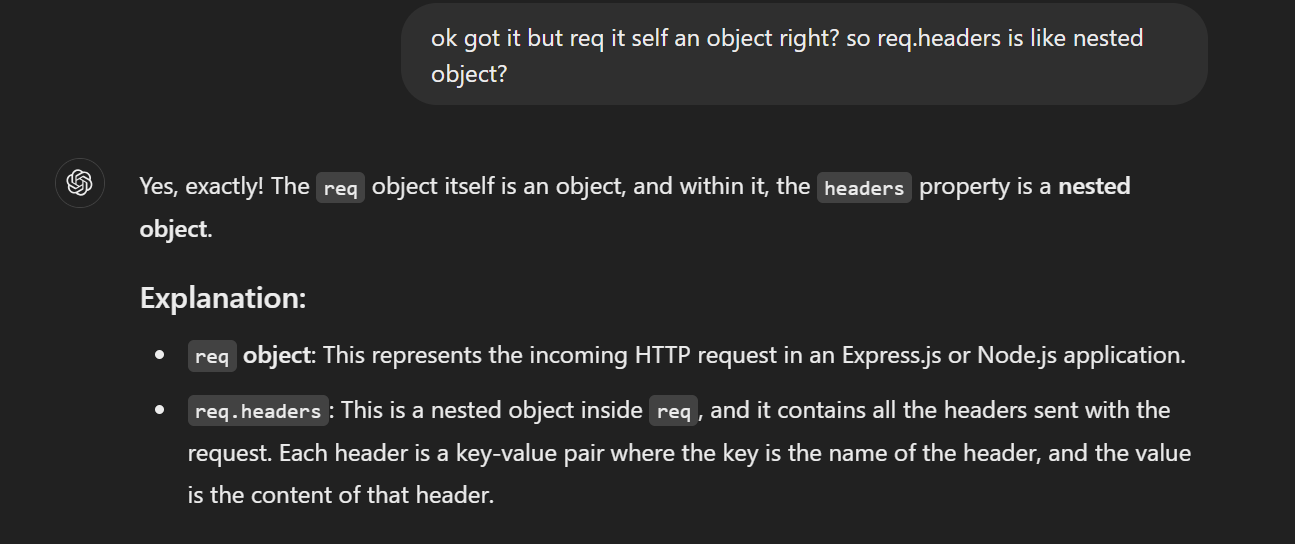 ok got it but req it self an object right? so req.headers is like nested
object?
Yes, exactly! The req object itself is an object, and within it, the headers property is a nested
object.
Explanation:
• req object: This represents the incoming HTTP request in an Express.js or Node.js application.
• req.headers: This is a nested object inside req, and it contains all the headers sent with the
request. Each header is a key-value pair where the key is the name of the header, and the value
is the content of that header.